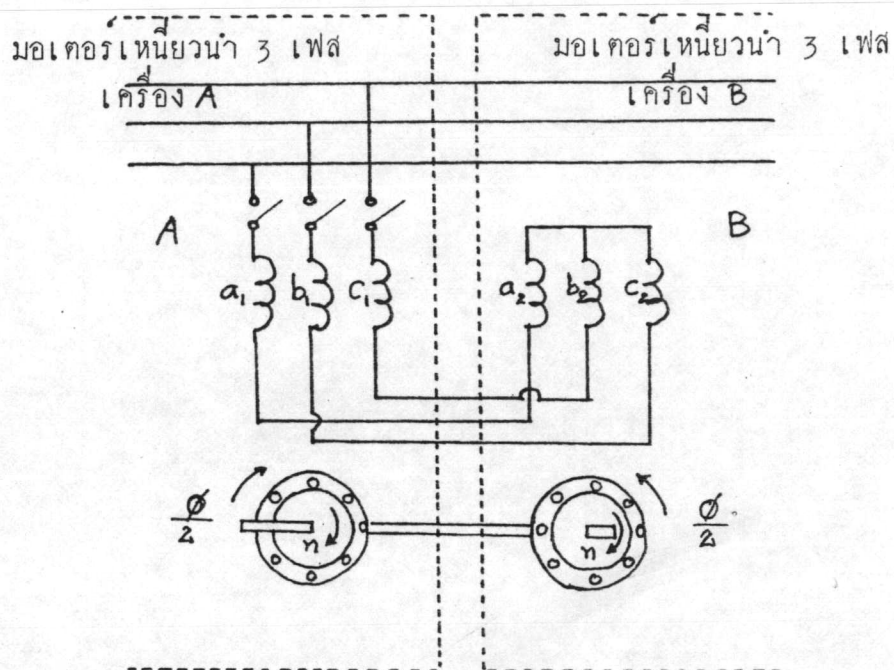 มอเตอร์เหนี่ยวนำ 3 เฟส
เครื่อง A
มอเตอร์เหนี่ยวนำ 3 เฟส
เครื่อง B
A
B
a₁ b₁ c₁ a₂ b₂ c₂
Ø/2
n
n
Ø/2